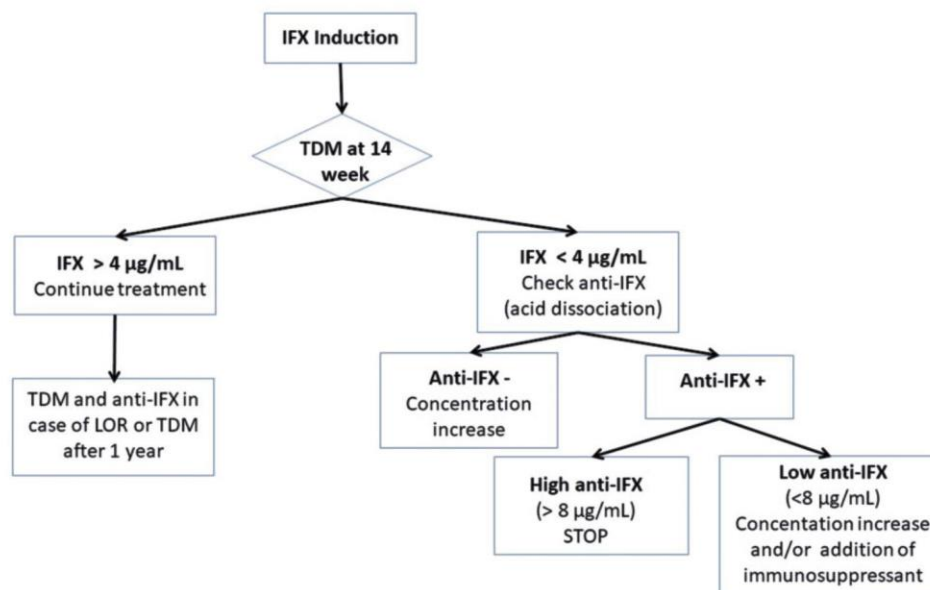 IFX Induction
TDM at 14
week
IFX > 4 µg/mL
Continue treatment
IFX < 4 µg/mL
Check anti-IFX
(acid dissociation)
TDM and anti-IFX in
case of LOR or TDM
after 1 year
Anti-IFX -
Concentration
increase
Anti-IFX +
High anti-IFX
(> 8 µg/mL)
STOP
Low anti-IFX
(<8 µg/mL)
Concentation increase
and/or addition of
immunosuppressant